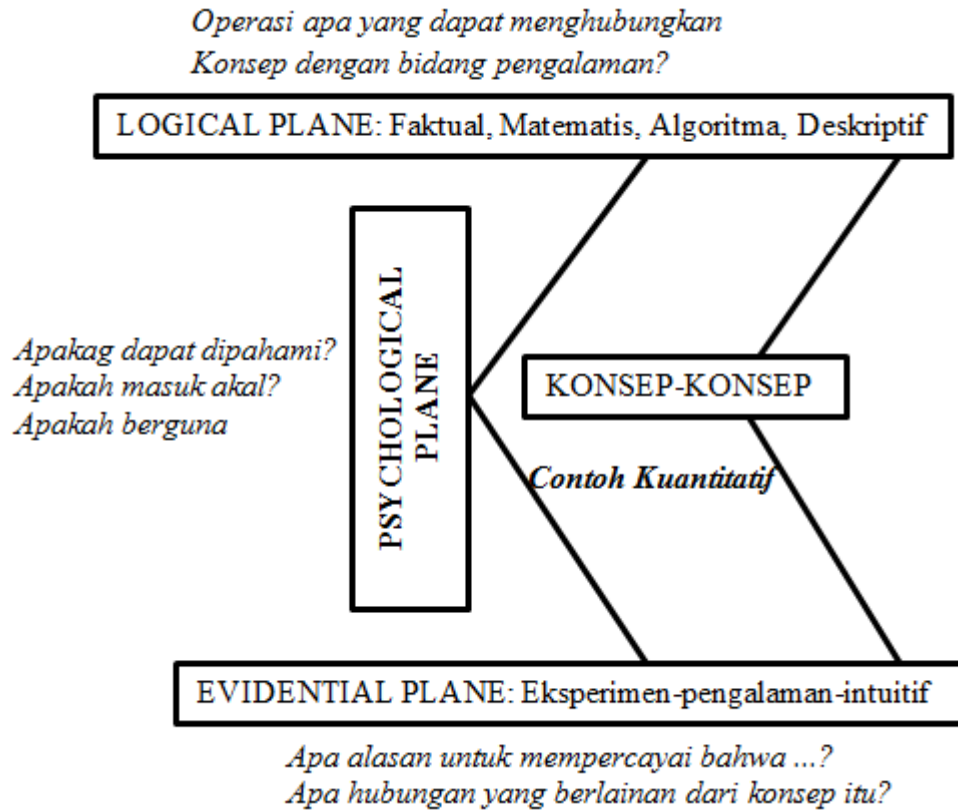 Operasi apa yang dapat menghubungkan
Konsep dengan bidang pengalaman?
LOGICAL PLANE: Faktual, Matematis, Algoritma, Deskriptif
PSYCHOLOGICAL
PLANE
Apakag dapat dipahami?
Apakah masuk akal?
Apakah berguna
KONSEP-KONSEP
Contoh Kuantitatif
EVIDENTIAL PLANE: Eksperimen-pengalaman-intuitif
Apa alasan untuk mempercayai bahwa ...?
Apa hubungan yang berlainan dari konsep itu?